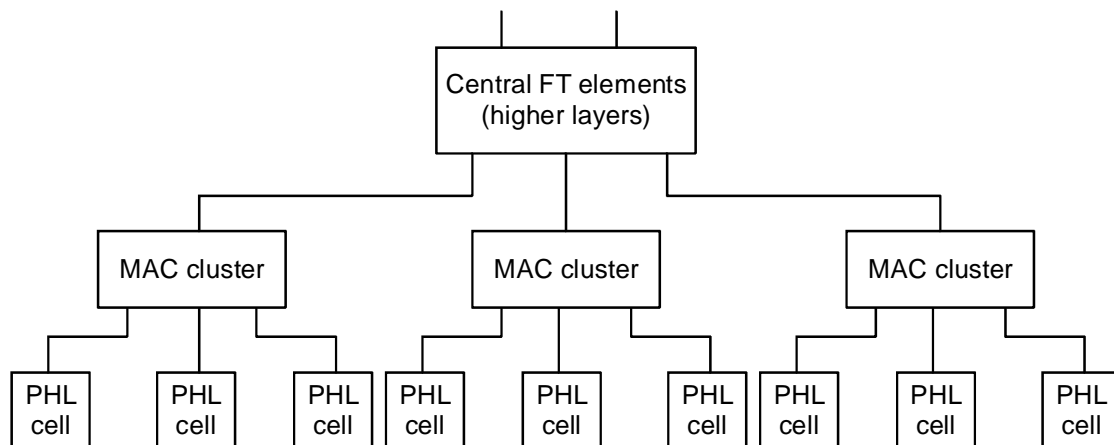 Central FT elements
(higher layers)
MAC cluster
MAC cluster
MAC cluster
PHL
cell
PHL
cell
PHL
cell
PHL
cell
PHL
cell
PHL
cell
PHL
cell
PHL
cell
PHL
cell